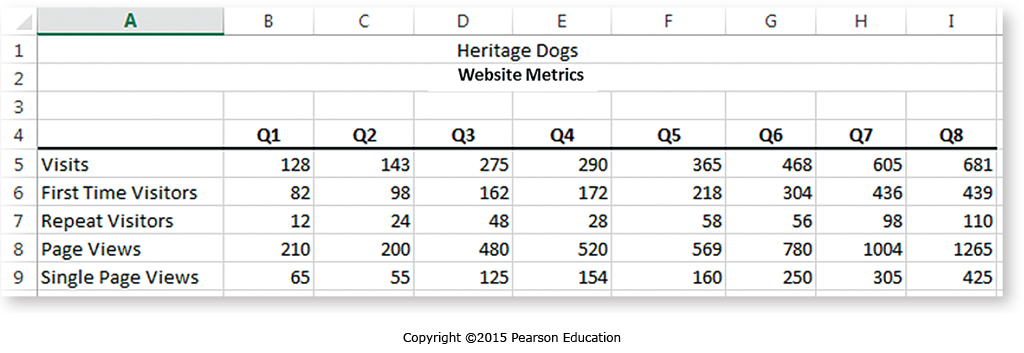 A B C D E F G H I
1 Heritage Dogs
2 Website Metrics
3
4 Q1 Q2 Q3 Q4 Q5 Q6 Q7 Q8
5 Visits 128 143 275 290 365 468 605 681
6 First Time Visitors 82 98 162 172 218 304 436 439
7 Repeat Visitors 12 24 48 28 58 56 98 110
8 Page Views 210 200 480 520 569 780 1004 1265
9 Single Page Views 65 55 125 154 160 250 305 425
Copyright ©2015 Pearson Education